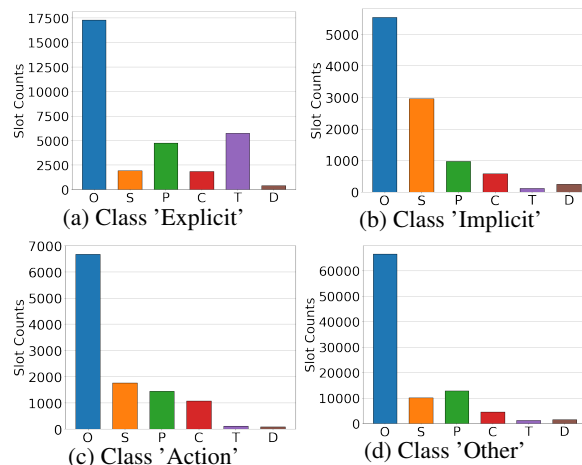 Slot Counts
17500
15000
12500
10000
7500
5000
2500
0
O S P C T D
(a) Class 'Explicit'
Slot Counts
5000
4000
3000
2000
1000
0
O S P C T D
(b) Class 'Implicit'
Slot Counts
7000
6000
5000
4000
3000
2000
1000
0
O S P C T D
(c) Class 'Action'
Slot Counts
60000
50000
40000
30000
20000
10000
0
O S P C T D
(d) Class 'Other'